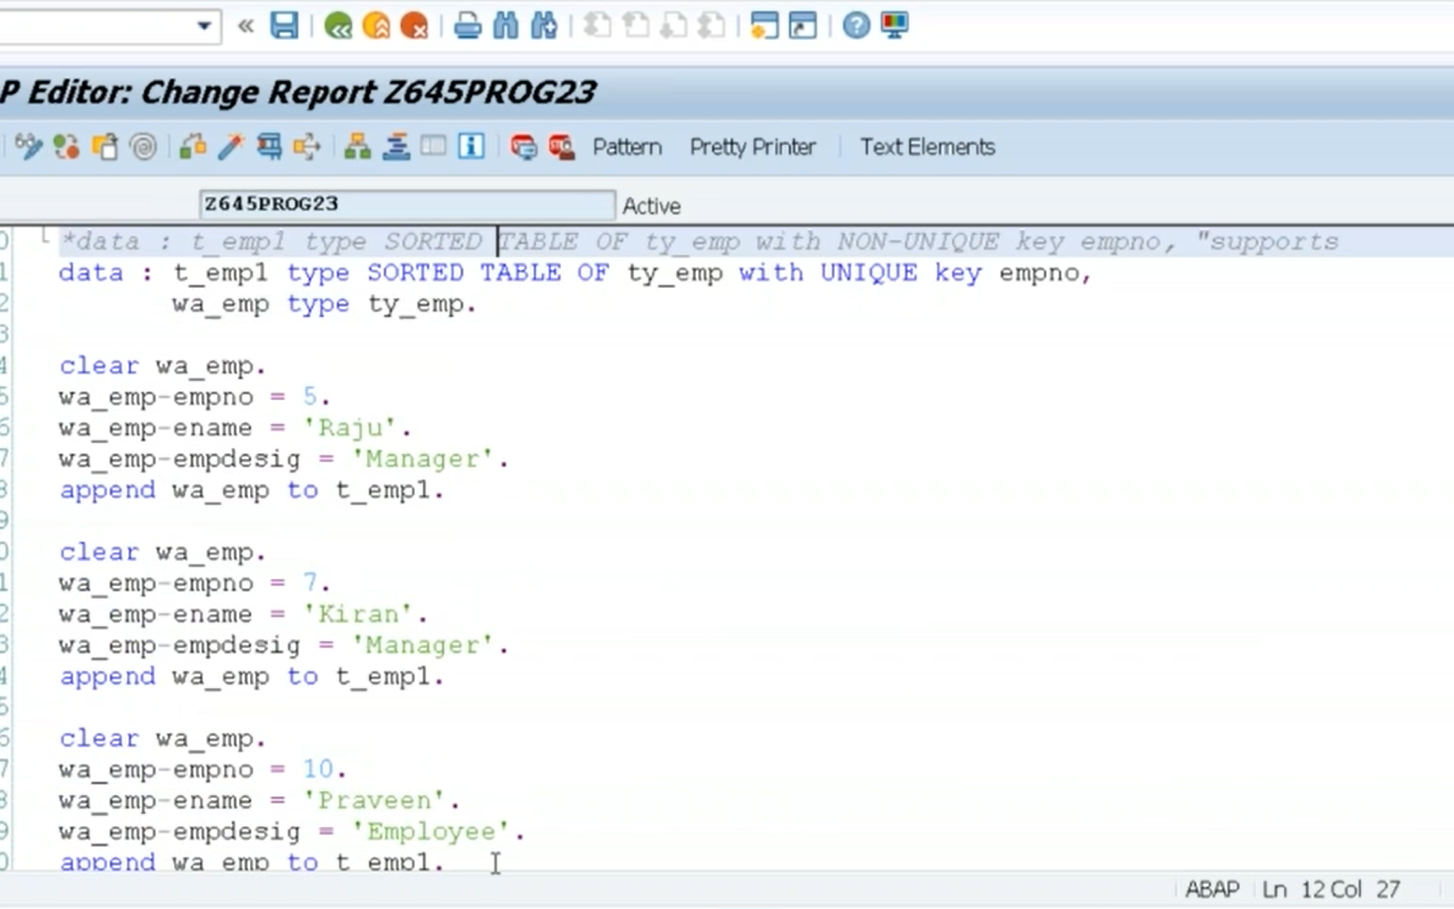 P Editor: Change Report Z645PROG23
Pattern Pretty Printer Text Elements
Z645PROG23 Active
0 *data : t_emp1 type SORTED TABLE OF ty_emp with NON-UNIQUE key empno, "supports
1 data : t_emp1 type SORTED TABLE OF ty_emp with UNIQUE key empno,
2 wa_emp type ty_emp.
3
4 clear wa_emp.
5 wa_emp-empno = 5.
6 wa_emp-ename = 'Raju'.
7 wa_emp-empdesig = 'Manager'.
8 append wa_emp to t_emp1.
9
0 clear wa_emp.
1 wa_emp-empno = 7.
2 wa_emp-ename = 'Kiran'.
3 wa_emp-empdesig = 'Manager'.
4 append wa_emp to t_emp1.
5
6 clear wa_emp.
7 wa_emp-empno = 10.
8 wa_emp-ename = 'Praveen'.
9 wa_emp-empdesig = 'Employee'.
0 append wa_emp to t_emp1.
ABAP Ln 12 Col 27